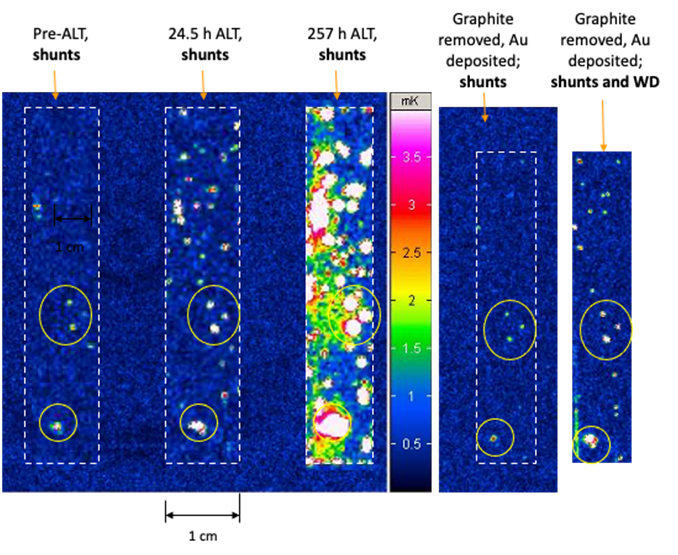 Pre-ALT,
shunts
24.5 h ALT,
shunts
257 h ALT,
shunts
Graphite
removed, Au
deposited;
shunts
Graphite
removed, Au
deposited;
shunts and WD
mK
3.5
3
2.5
2
1.5
1
0.5
1 cm
1 cm